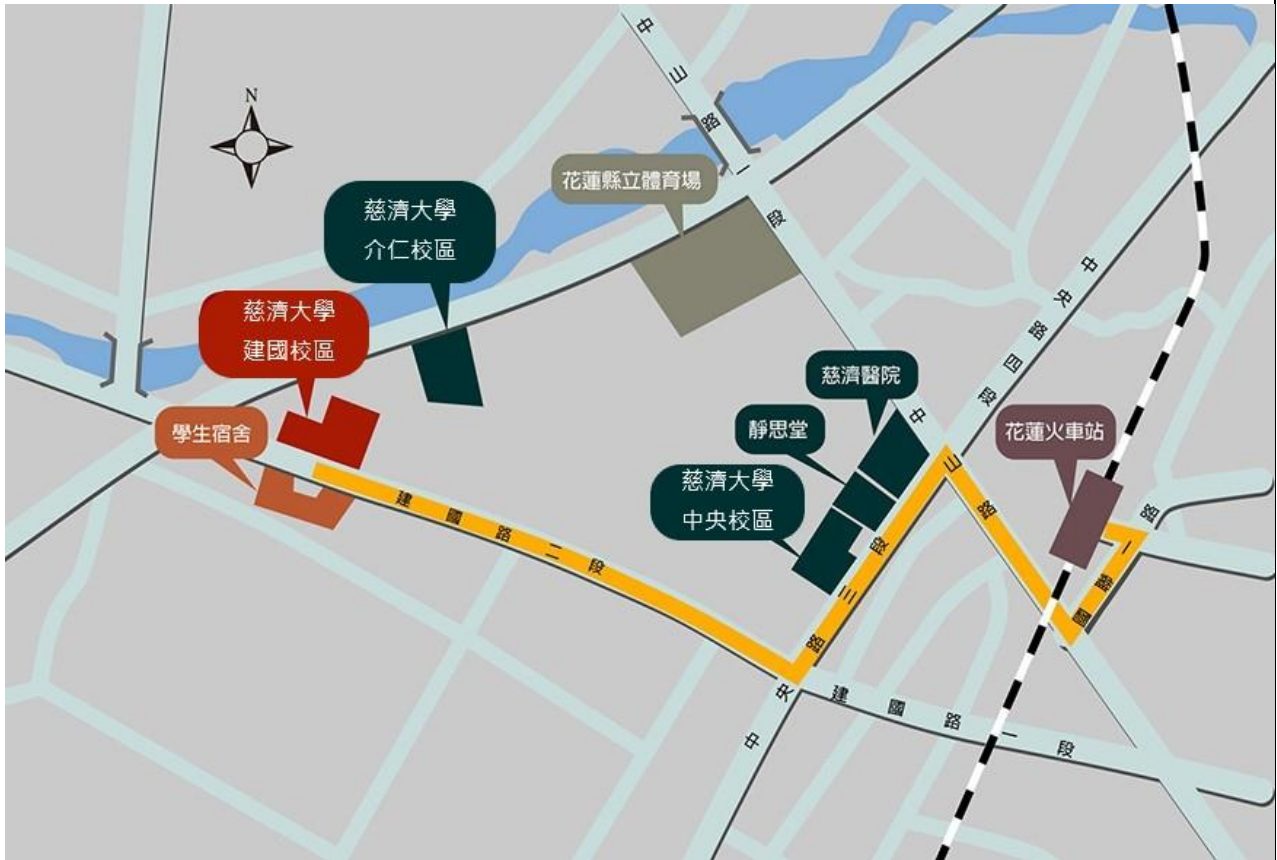 N
中山路一段
花蓮縣立體育場
慈濟大學
介仁校區
慈濟大學
建國校區
學生宿舍
中央路四段
慈濟醫院
靜思堂
慈濟大學
中央校區
花蓮火車站
中山路
國聯一路
建國路二段
中央路三段
建國路一段